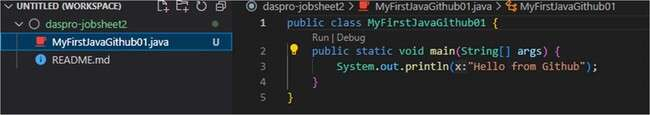 UNTITLED (WORKSPACE)
daspro-jobsheet2
MyFirstJavaGithub01.java U
README.md
daspro-jobsheet2 > MyFirstJavaGithub01.java > MyFirstJavaGithub01
1 public class MyFirstJavaGithub01 {
Run | Debug
2 public static void main(String[] args) {
3 System.out.println(x:"Hello from Github");
4 }
5 }